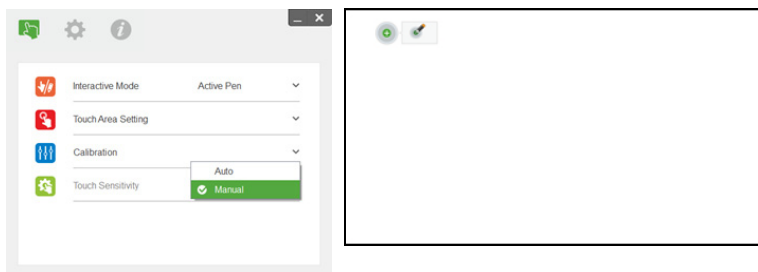 Interactive Mode Active Pen
Touch Area Setting
Calibration
Auto
Touch Sensitivity
Manual